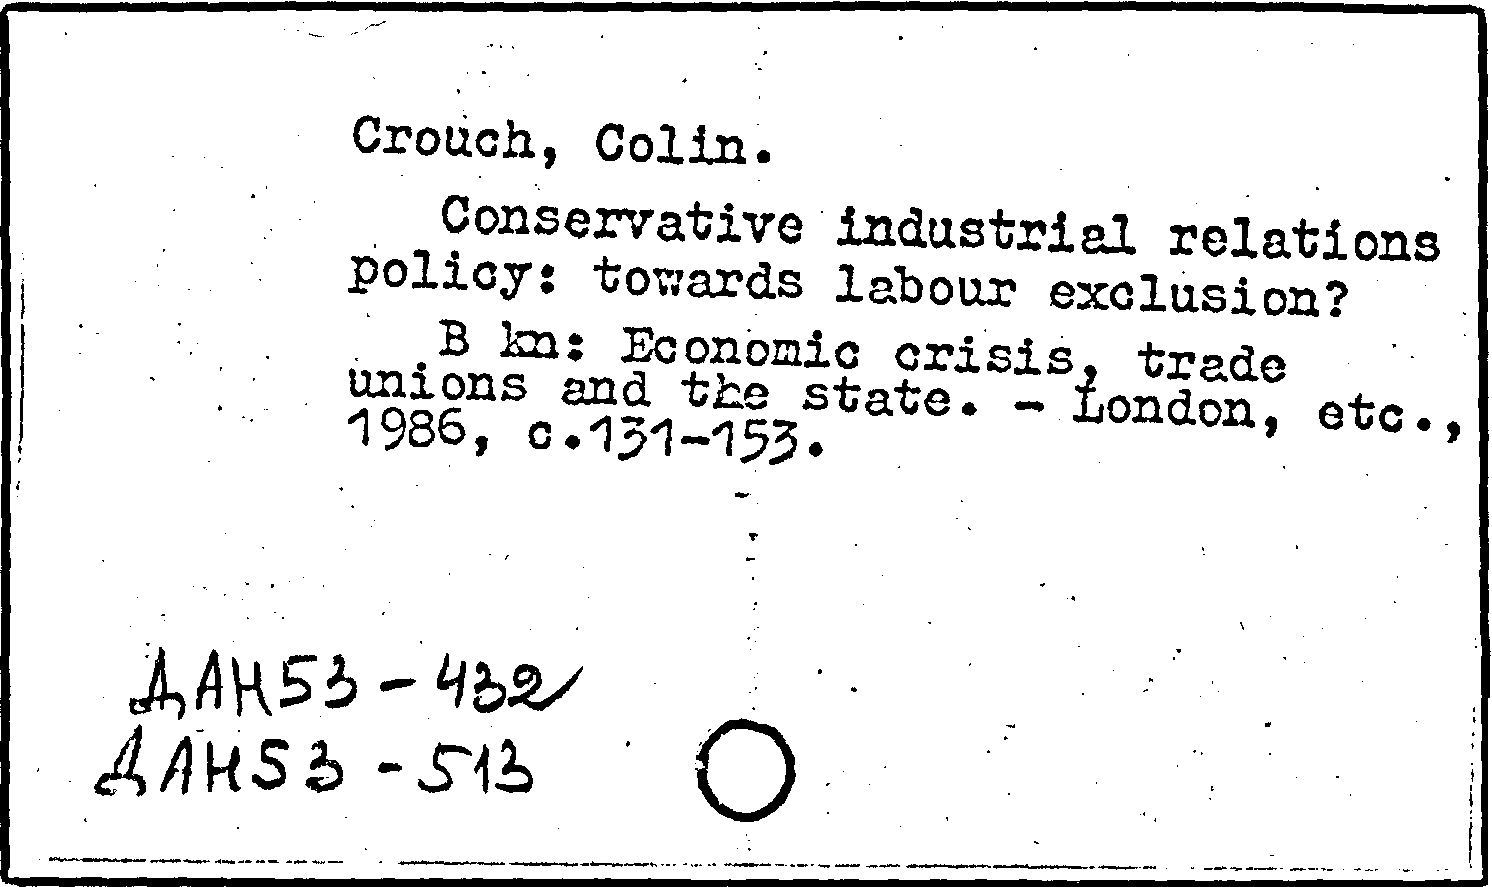 Crouch, Colin.
Conservative industrial relations
policy: towards labour exclusion?
B kn: Economic crisis, trade
unions and the state. - London, etc.,
1986, c.131-153.
ДАН53-432
ДАН53-513